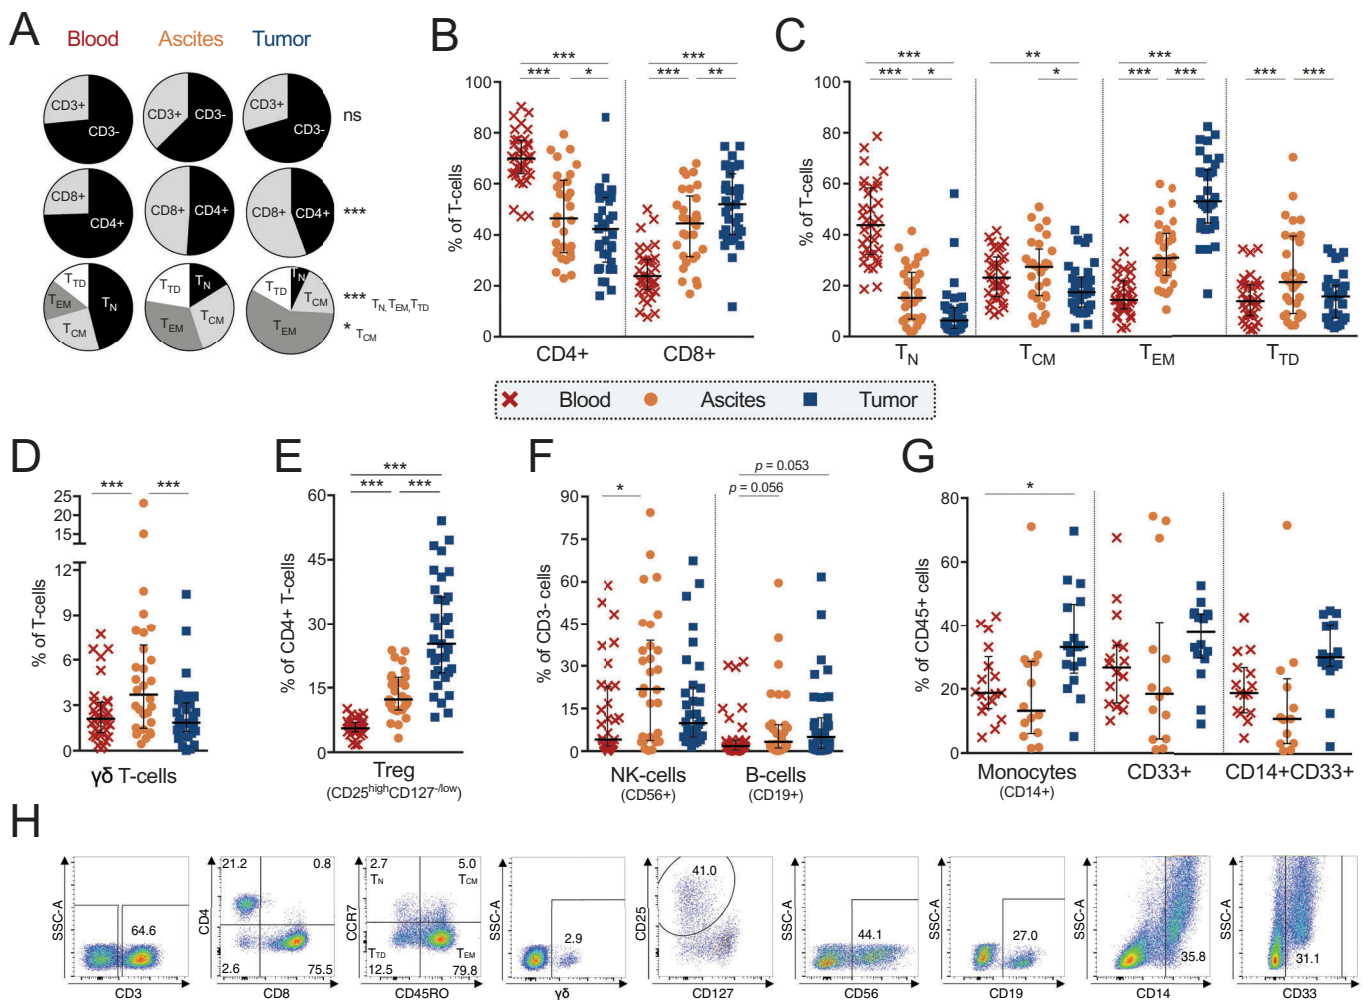 A
Blood Ascites Tumor
CD3+ CD3-
CD3+ CD3-
CD3+ CD3-
ns
CD8+ CD4+
CD8+ CD4+
CD8+ CD4+
***
TTD TN TEM TCM
TTD TN TEM TCM
TTD TN TCM TEM
*** TN, TEM, TTD
* TCM
B
***
***
*** *
*** **
% of T-cells
100
80
60
40
20
0
CD4+ CD8+
C
*** ** ***
*** * * *** *** *** ***
% of T-cells
100
80
60
40
20
0
TN TCM TEM TTD
Blood Ascites Tumor
D
*** ***
% of T-cells
25
20
15
12
9
6
3
0
γδ T-cells
E
***
*** ***
% of CD4+ T-cells
60
45
30
15
0
Treg
(CD25highCD127-/low)
F
p = 0.053
* p = 0.056
% of CD3- cells
90
75
60
45
30
15
0
NK-cells B-cells
(CD56+) (CD19+)
G
*
% of CD45+ cells
80
60
40
20
0
Monocytes CD33+ CD14+CD33+
(CD14+)
H
SSC-A
64.6
CD3
CD4
21.2 0.8
2.6 75.5
CD8
CCR7
2.7 5.0
TN TCM
TTD TEM
12.5 79.8
CD45RO
SSC-A
2.9
γδ
CD25
41.0
CD127
SSC-A
44.1
CD56
SSC-A
27.0
CD19
SSC-A
35.8
CD14
SSC-A
31.1
CD33